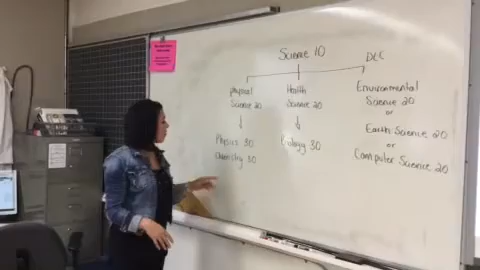 Science 10
DLC
physical
Science 20
Health
Science 20
Environmental
Science 20
or
Physics 30
Chemistry 30
Biology 30
Earth Science 20
or
Computer Science 20